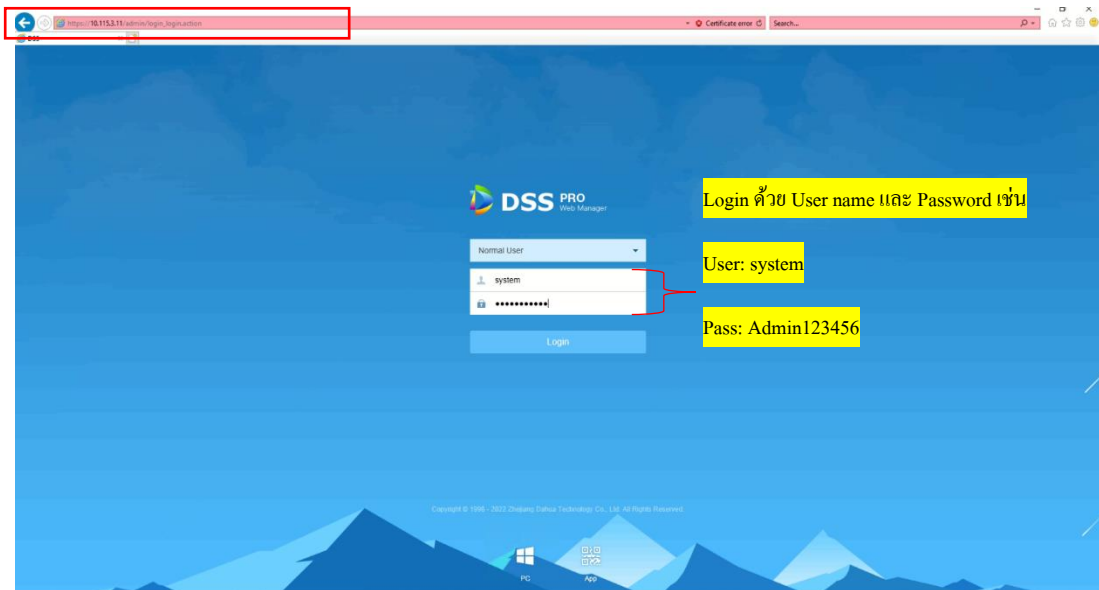 https://10.115.3.11/admin/login_login.action
Certificate error
Search...
DSS
DSS PRO
Web Manager
Login ด้วย User name และ Password เช่น
Normal User
User: system
system
Pass: Admin123456
Login
Copyright © 1998 - 2022 Zhejiang Dahua Technology Co., Ltd. All Rights Reserved
PC
App